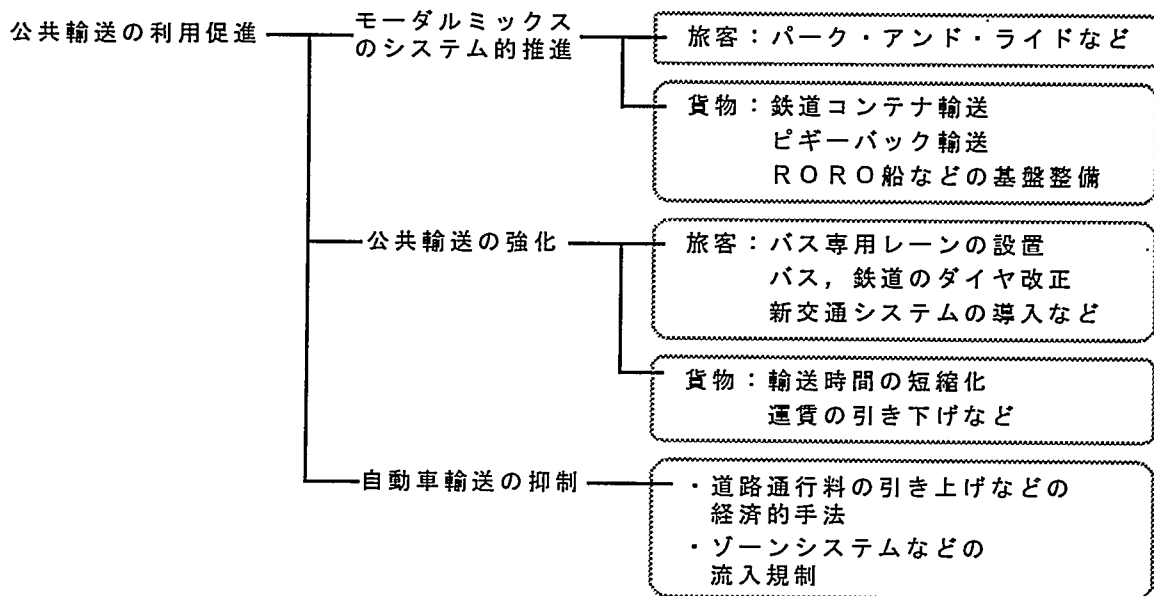 公共輸送の利用促進
モーダルミックス
のシステム的推進
旅客：パーク・アンド・ライドなど
貨物：鉄道コンテナ輸送
ピギーバック輸送
ＲＯＲＯ船などの基盤整備
公共輸送の強化
旅客：バス専用レーンの設置
バス，鉄道のダイヤ改正
新交通システムの導入など
貨物：輸送時間の短縮化
運賃の引き下げなど
自動車輸送の抑制
・道路通行料の引き上げなどの
経済的手法
・ゾーンシステムなどの
流入規制